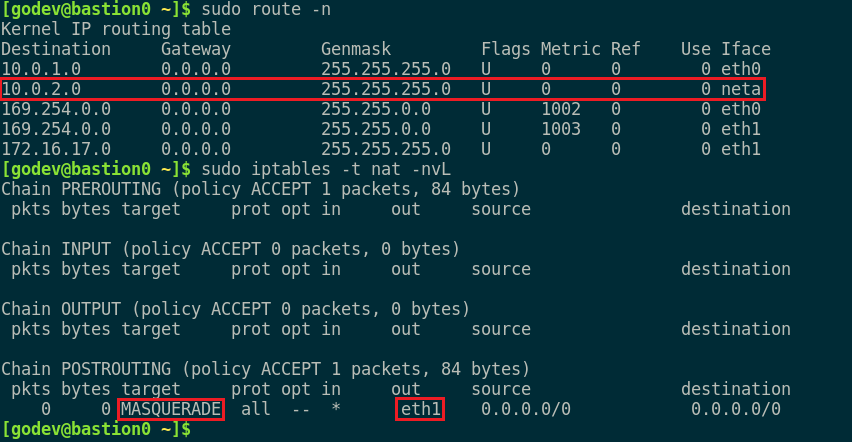 [godev@bastion0 ~]$ sudo route -n
Kernel IP routing table
Destination     Gateway         Genmask         Flags Metric Ref    Use Iface
10.0.1.0        0.0.0.0         255.255.255.0   U     0      0        0 eth0
10.0.2.0        0.0.0.0         255.255.255.0   U     0      0        0 neta
169.254.0.0     0.0.0.0         255.255.0.0     U     1002   0        0 eth0
169.254.0.0     0.0.0.0         255.255.0.0     U     1003   0        0 eth1
172.16.17.0     0.0.0.0         255.255.255.0   U     0      0        0 eth1
[godev@bastion0 ~]$ sudo iptables -t nat -nvL
Chain PREROUTING (policy ACCEPT 1 packets, 84 bytes)
 pkts bytes target     prot opt in     out     source               destination

Chain INPUT (policy ACCEPT 0 packets, 0 bytes)
 pkts bytes target     prot opt in     out     source               destination

Chain OUTPUT (policy ACCEPT 0 packets, 0 bytes)
 pkts bytes target     prot opt in     out     source               destination

Chain POSTROUTING (policy ACCEPT 1 packets, 84 bytes)
 pkts bytes target     prot opt in     out     source               destination
    0     0 MASQUERADE  all  --  *      eth1    0.0.0.0/0            0.0.0.0/0
[godev@bastion0 ~]$